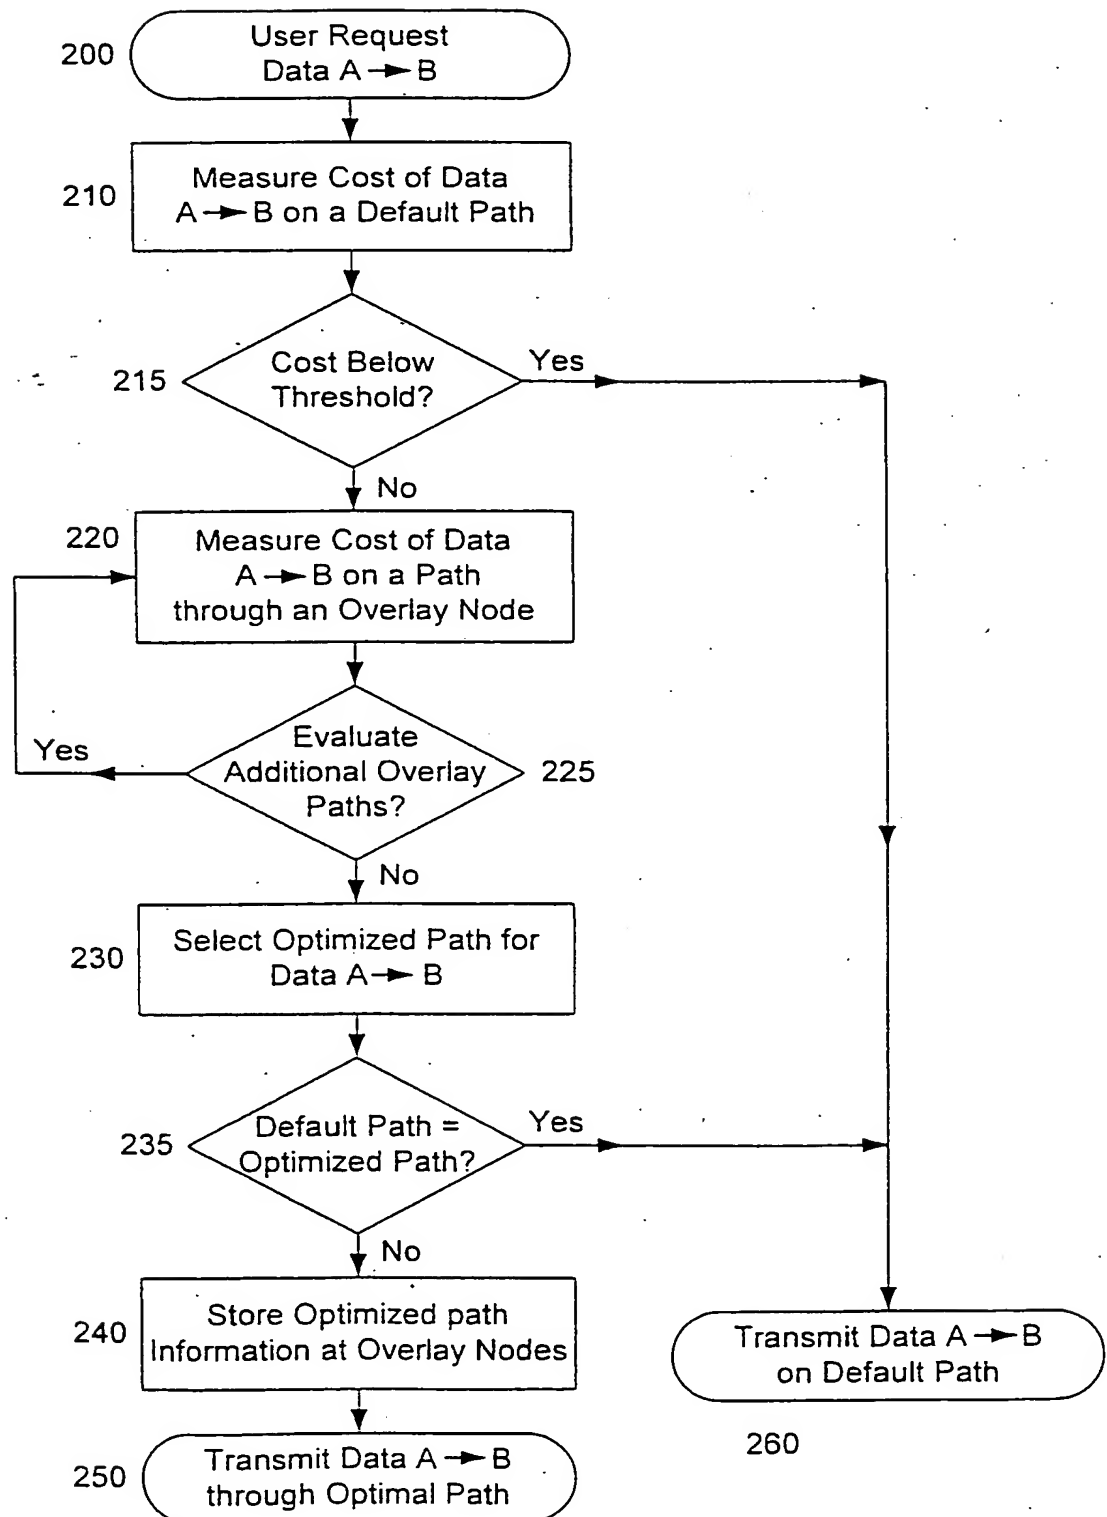 200
User Request
Data A → B
210
Measure Cost of Data
A → B on a Default Path
215
Cost Below
Threshold?
Yes
No
220
Measure Cost of Data
A → B on a Path
through an Overlay Node
Yes
Evaluate
Additional Overlay
Paths?
225
No
230
Select Optimized Path for
Data A → B
235
Default Path =
Optimized Path?
Yes
No
240
Store Optimized path
Information at Overlay Nodes
Transmit Data A → B
on Default Path
260
250
Transmit Data A → B
through Optimal Path